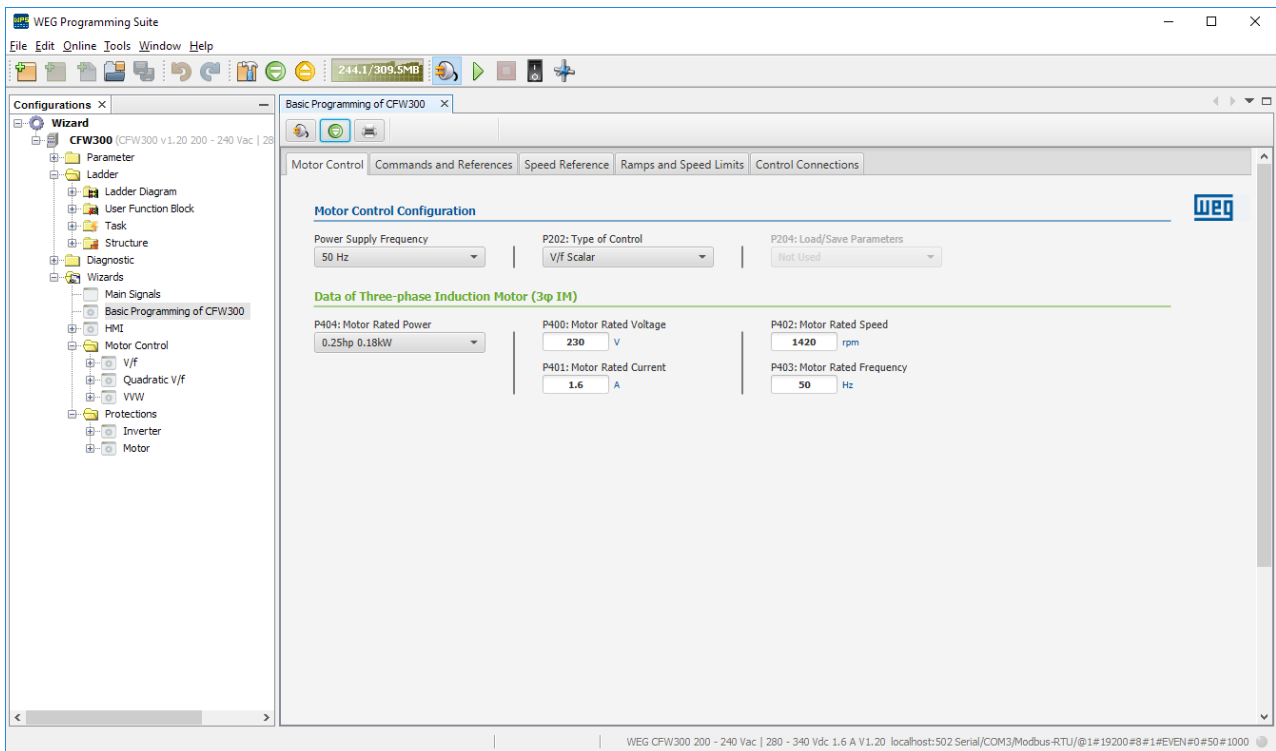 WPS WEG Programming Suite
File Edit Online Tools Window Help
244.1/309.5MB
Configurations
Basic Programming of CFW300
Wizard
CFW300 (CFW300 v1.20 200 - 240 Vac | 28
Parameter
Ladder
Ladder Diagram
User Function Block
Task
Structure
Diagnostic
Wizards
Main Signals
Basic Programming of CFW300
HMI
Motor Control
V/f
Quadratic V/f
VVW
Protections
Inverter
Motor
Motor Control Commands and References Speed Reference Ramps and Speed Limits Control Connections
Motor Control Configuration
weg
Power Supply Frequency P202: Type of Control P204: Load/Save Parameters
50 Hz V/f Scalar Not Used
Data of Three-phase Induction Motor (3φ IM)
P404: Motor Rated Power P400: Motor Rated Voltage P402: Motor Rated Speed
0.25hp 0.18kW 230 V 1420 rpm
P401: Motor Rated Current P403: Motor Rated Frequency
1.6 A 50 Hz
WEG CFW300 200 - 240 Vac | 280 - 340 Vdc 1.6 A V1.20 localhost:502 Serial/COM3/Modbus-RTU/@1#19200#8#1#EVEN#0#50#1000